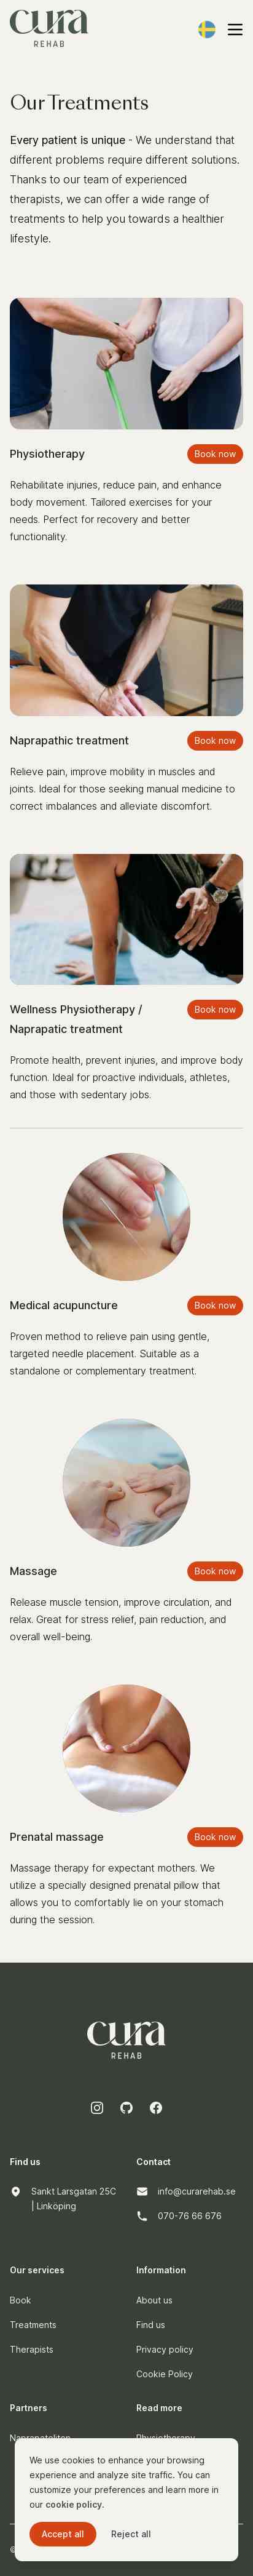 cura
REHAB
Our Treatments
Every patient is unique - We understand that
different problems require different solutions.
Thanks to our team of experienced
therapists, we can offer a wide range of
treatments to help you towards a healthier
lifestyle.
Physiotherapy
Book now
Rehabilitate injuries, reduce pain, and enhance
body movement. Tailored exercises for your
needs. Perfect for recovery and better
functionality.
Naprapathic treatment
Book now
Relieve pain, improve mobility in muscles and
joints. Ideal for those seeking manual medicine to
correct imbalances and alleviate discomfort.
Wellness Physiotherapy /
Naprapatic treatment
Book now
Promote health, prevent injuries, and improve body
function. Ideal for proactive individuals, athletes,
and those with sedentary jobs.
Medical acupuncture
Book now
Proven method to relieve pain using gentle,
targeted needle placement. Suitable as a
standalone or complementary treatment.
Massage
Book now
Release muscle tension, improve circulation, and
relax. Great for stress relief, pain reduction, and
overall well-being.
Prenatal massage
Book now
Massage therapy for expectant mothers. We
utilize a specially designed prenatal pillow that
allows you to comfortably lie on your stomach
during the session.
cura
REHAB
Find us
Sankt Larsgatan 25C
| Linköping
Contact
info@curarehab.se
070-76 66 676
Our services
Book
Treatments
Therapists
Information
About us
Find us
Privacy policy
Cookie Policy
Partners
Read more
We use cookies to enhance your browsing
experience and analyze site traffic. You can
customize your preferences and learn more in
our cookie policy.
Accept all
Reject all
©